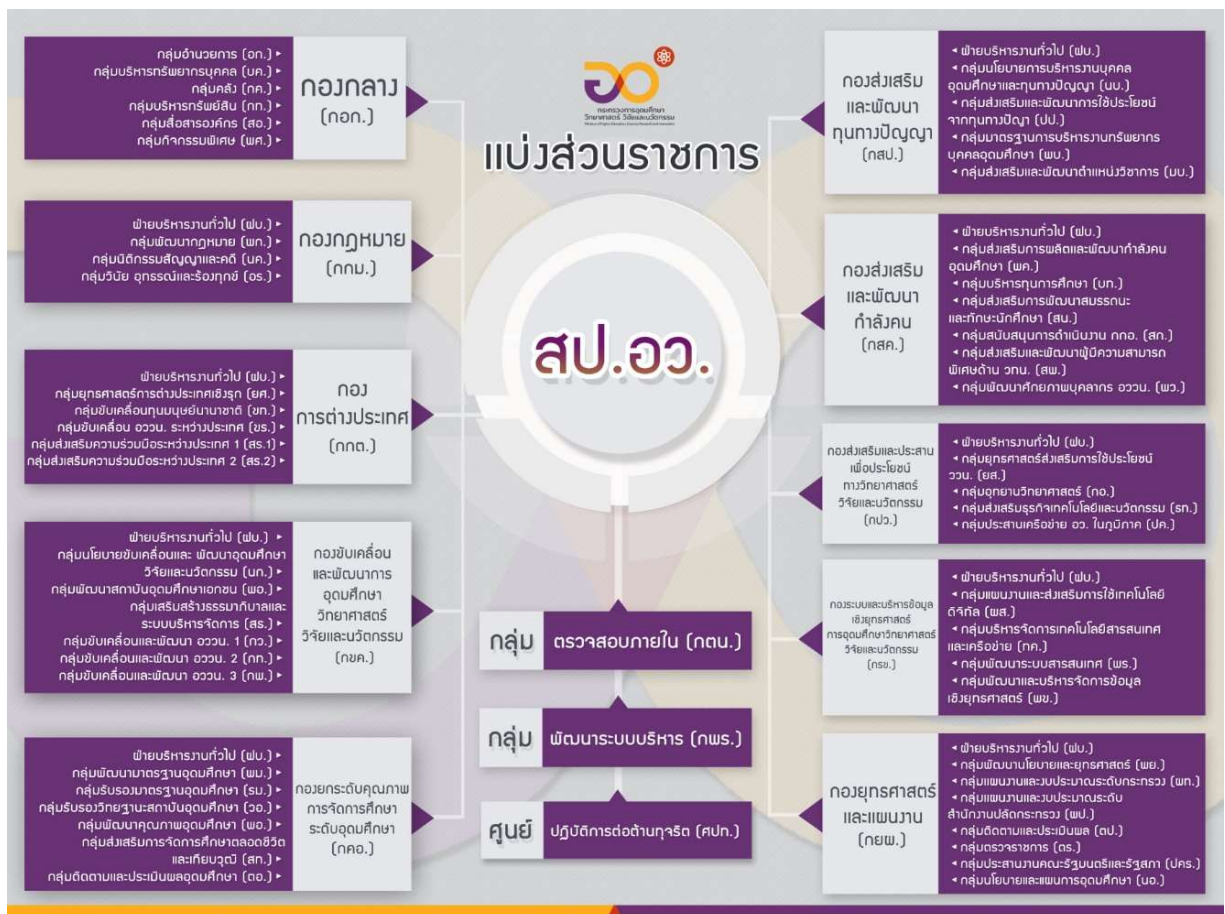 กระทรวงการอุดมศึกษา
วิทยาศาสตร์ วิจัยและนวัตกรรม
แบ่งส่วนราชการ
สป.อว.
กลุ่มอำนวยการ (อก.)
กลุ่มบริหารทรัพยากรบุคคล (บค.)
กลุ่มคลัง (กค.)
กลุ่มบริหารทรัพย์สิน (กท.)
กลุ่มสื่อสารองค์กร (สอ.)
กลุ่มกิจกรรมพิเศษ (พศ.)
กองกลาง
(กอก.)
ฝ่ายบริหารงานทั่วไป (ฝบ.)
กลุ่มพัฒนากฎหมาย (พก.)
กลุ่มนิติกรรมสัญญาและคดี (นค.)
กลุ่มวินัย อุทธรณ์และร้องทุกข์ (อร.)
กองกฎหมาย
(กกม.)
ฝ่ายบริหารงานทั่วไป (ฝบ.)
กลุ่มยุทธศาสตร์การต่างประเทศเชิงรุก (ยศ.)
กลุ่มขับเคลื่อนทุนมนุษย์นานาชาติ (ขท.)
กลุ่มขับเคลื่อน อววน. ระหว่างประเทศ (ขร.)
กลุ่มส่งเสริมความร่วมมือระหว่างประเทศ 1 (สร.1)
กลุ่มส่งเสริมความร่วมมือระหว่างประเทศ 2 (สร.2)
กอง
การต่างประเทศ
(กกต.)
ฝ่ายบริหารงานทั่วไป (ฝบ.)
กลุ่มนโยบายขับเคลื่อนและ พัฒนาอุดมศึกษา
วิจัยและนวัตกรรม (นก.)
กลุ่มพัฒนาสถาบันอุดมศึกษาเอกชน (พอ.)
กลุ่มเสริมสร้างธรรมาภิบาลและ
ระบบบริหารจัดการ (สร.)
กลุ่มขับเคลื่อนและพัฒนา อววน. 1 (กว.)
กลุ่มขับเคลื่อนและพัฒนา อววน. 2 (กท.)
กลุ่มขับเคลื่อนและพัฒนา อววน. 3 (กพ.)
กองขับเคลื่อน
และพัฒนาการ
อุดมศึกษา
วิทยาศาสตร์
วิจัยและนวัตกรรม
(กขค.)
ฝ่ายบริหารงานทั่วไป (ฝบ.)
กลุ่มพัฒนามาตรฐานอุดมศึกษา (พม.)
กลุ่มรับรองมาตรฐานอุดมศึกษา (รม.)
กลุ่มรับรองวิทยฐานะสถาบันอุดมศึกษา (วอ.)
กลุ่มพัฒนาคุณภาพอุดมศึกษา (พอ.)
กลุ่มส่งเสริมการจัดการศึกษาตลอดชีวิต
และเทียบวุฒิ (สท.)
กลุ่มติดตามและประเมินผลอุดมศึกษา (ตอ.)
กองยกระดับคุณภาพ
การจัดการศึกษา
ระดับอุดมศึกษา
(กคอ.)
กลุ่ม ตรวจสอบภายใน (กตน.)
กลุ่ม พัฒนาระบบบริหาร (กพร.)
ศูนย์ ปฏิบัติการต่อต้านทุจริต (ศปท.)
กองส่งเสริม
และพัฒนา
ทุนทางปัญญา
(กสป.)
ฝ่ายบริหารงานทั่วไป (ฝบ.)
กลุ่มนโยบายการบริหารงานบุคคล
อุดมศึกษาและทุนทางปัญญา (นบ.)
กลุ่มส่งเสริมและพัฒนาการใช้ประโยชน์
จากทุนทางปัญา (ปป.)
กลุ่มมาตรฐานการบริหารงานทรัพยากร
บุคคลอุดมศึกษา (พบ.)
กลุ่มส่งเสริมและพัฒนาตำแหน่งวิชาการ (มบ.)
กองส่งเสริม
และพัฒนา
กำลังคน
(กสค.)
ฝ่ายบริหารงานทั่วไป (ฝบ.)
กลุ่มส่งเสริมการผลิตและพัฒนากำลังคน
อุดมศึกษา (พค.)
กลุ่มบริหารทุนการศึกษา (บท.)
กลุ่มส่งเสริมการพัฒนาสมรรถนะ
และทักษะนักศึกษา (สน.)
กลุ่มสนับสนุนการดำเนินงาน กกอ. (สก.)
กลุ่มส่งเสริมและพัฒนาผู้มีความสามารถ
พิเศษด้าน วทน. (สพ.)
กลุ่มพัฒนาศักยภาพบุคลากร อววน. (พว.)
กองส่งเสริมและประสาน
เพื่อประโยชน์
ทางวิทยาศาสตร์
วิจัยและนวัตกรรม
(กปว.)
ฝ่ายบริหารงานทั่วไป (ฝบ.)
กลุ่มยุทธศาสตร์ส่งเสริมการใช้ประโยชน์
ววน. (ยส.)
กลุ่มอุทยานวิทยาศาสตร์ (กอ.)
กลุ่มส่งเสริมธุรกิจเทคโนโลยีและนวัตกรรม (รท.)
กลุ่มประสานเครือข่าย อว. ในภูมิภาค (ปค.)
กองระบบและบริหารข้อมูล
เชิงยุทธศาสตร์
การอุดมศึกษาวิทยาศาสตร์
วิจัยและนวัตกรรม
(กรข.)
ฝ่ายบริหารงานทั่วไป (ฝบ.)
กลุ่มแผนงานและส่งเสริมการใช้เทคโนโลยี
ดิจิทัล (พส.)
กลุ่มบริหารจัดการเทคโนโลยีสารสนเทศ
และเครือข่าย (ทค.)
กลุ่มพัฒนาระบบสารสนเทศ (พร.)
กลุ่มพัฒนาและบริหารจัดการข้อมูล
เชิงยุทธศาสตร์ (พข.)
กองยุทธศาสตร์
และแผนงาน
(กยผ.)
ฝ่ายบริหารงานทั่วไป (ฝบ.)
กลุ่มพัฒนานโยบายและยุทธศาสตร์ (พย.)
กลุ่มแผนงานและงบประมาณระดับกระทรวง (ผท.)
กลุ่มแผนงานและงบประมาณระดับ
สำนักงานปลัดกระทรวง (ผป.)
กลุ่มติดตามและประเมินผล (ตป.)
กลุ่มตรวจราชการ (ตร.)
กลุ่มประสานงานคณะรัฐมนตรีและรัฐสภา (ปคร.)
กลุ่มนโยบายและแผนการอุดมศึกษา (นอ.)